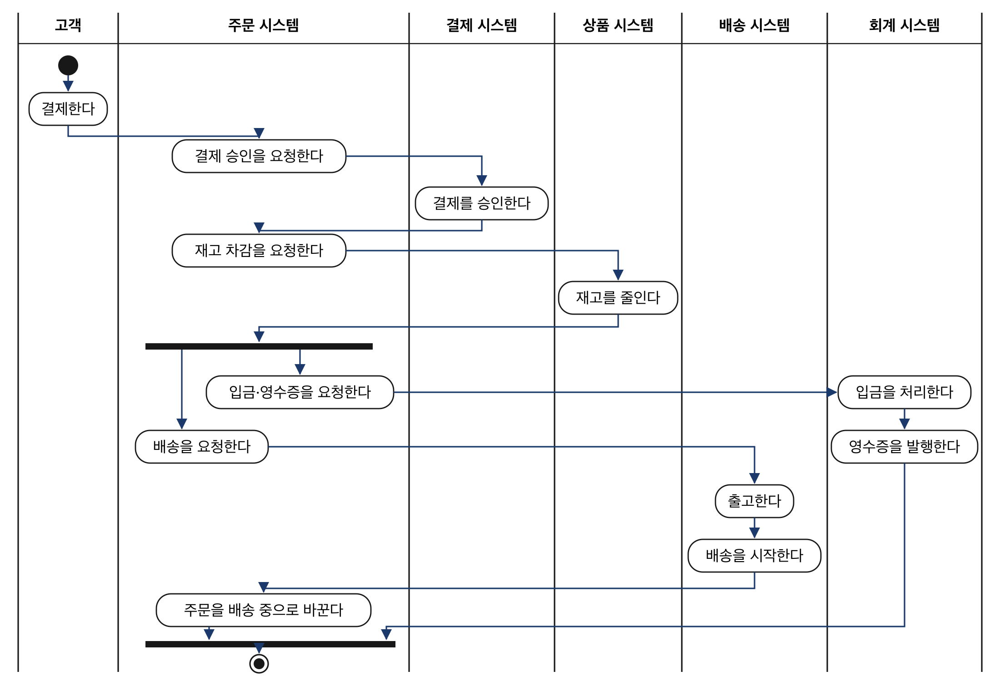 고객
주문 시스템
결제 시스템
상품 시스템
배송 시스템
회계 시스템
결제한다
결제 승인을 요청한다
결제를 승인한다
재고 차감을 요청한다
재고를 줄인다
입금·영수증을 요청한다
입금을 처리한다
배송을 요청한다
영수증을 발행한다
출고한다
배송을 시작한다
주문을 배송 중으로 바꾼다